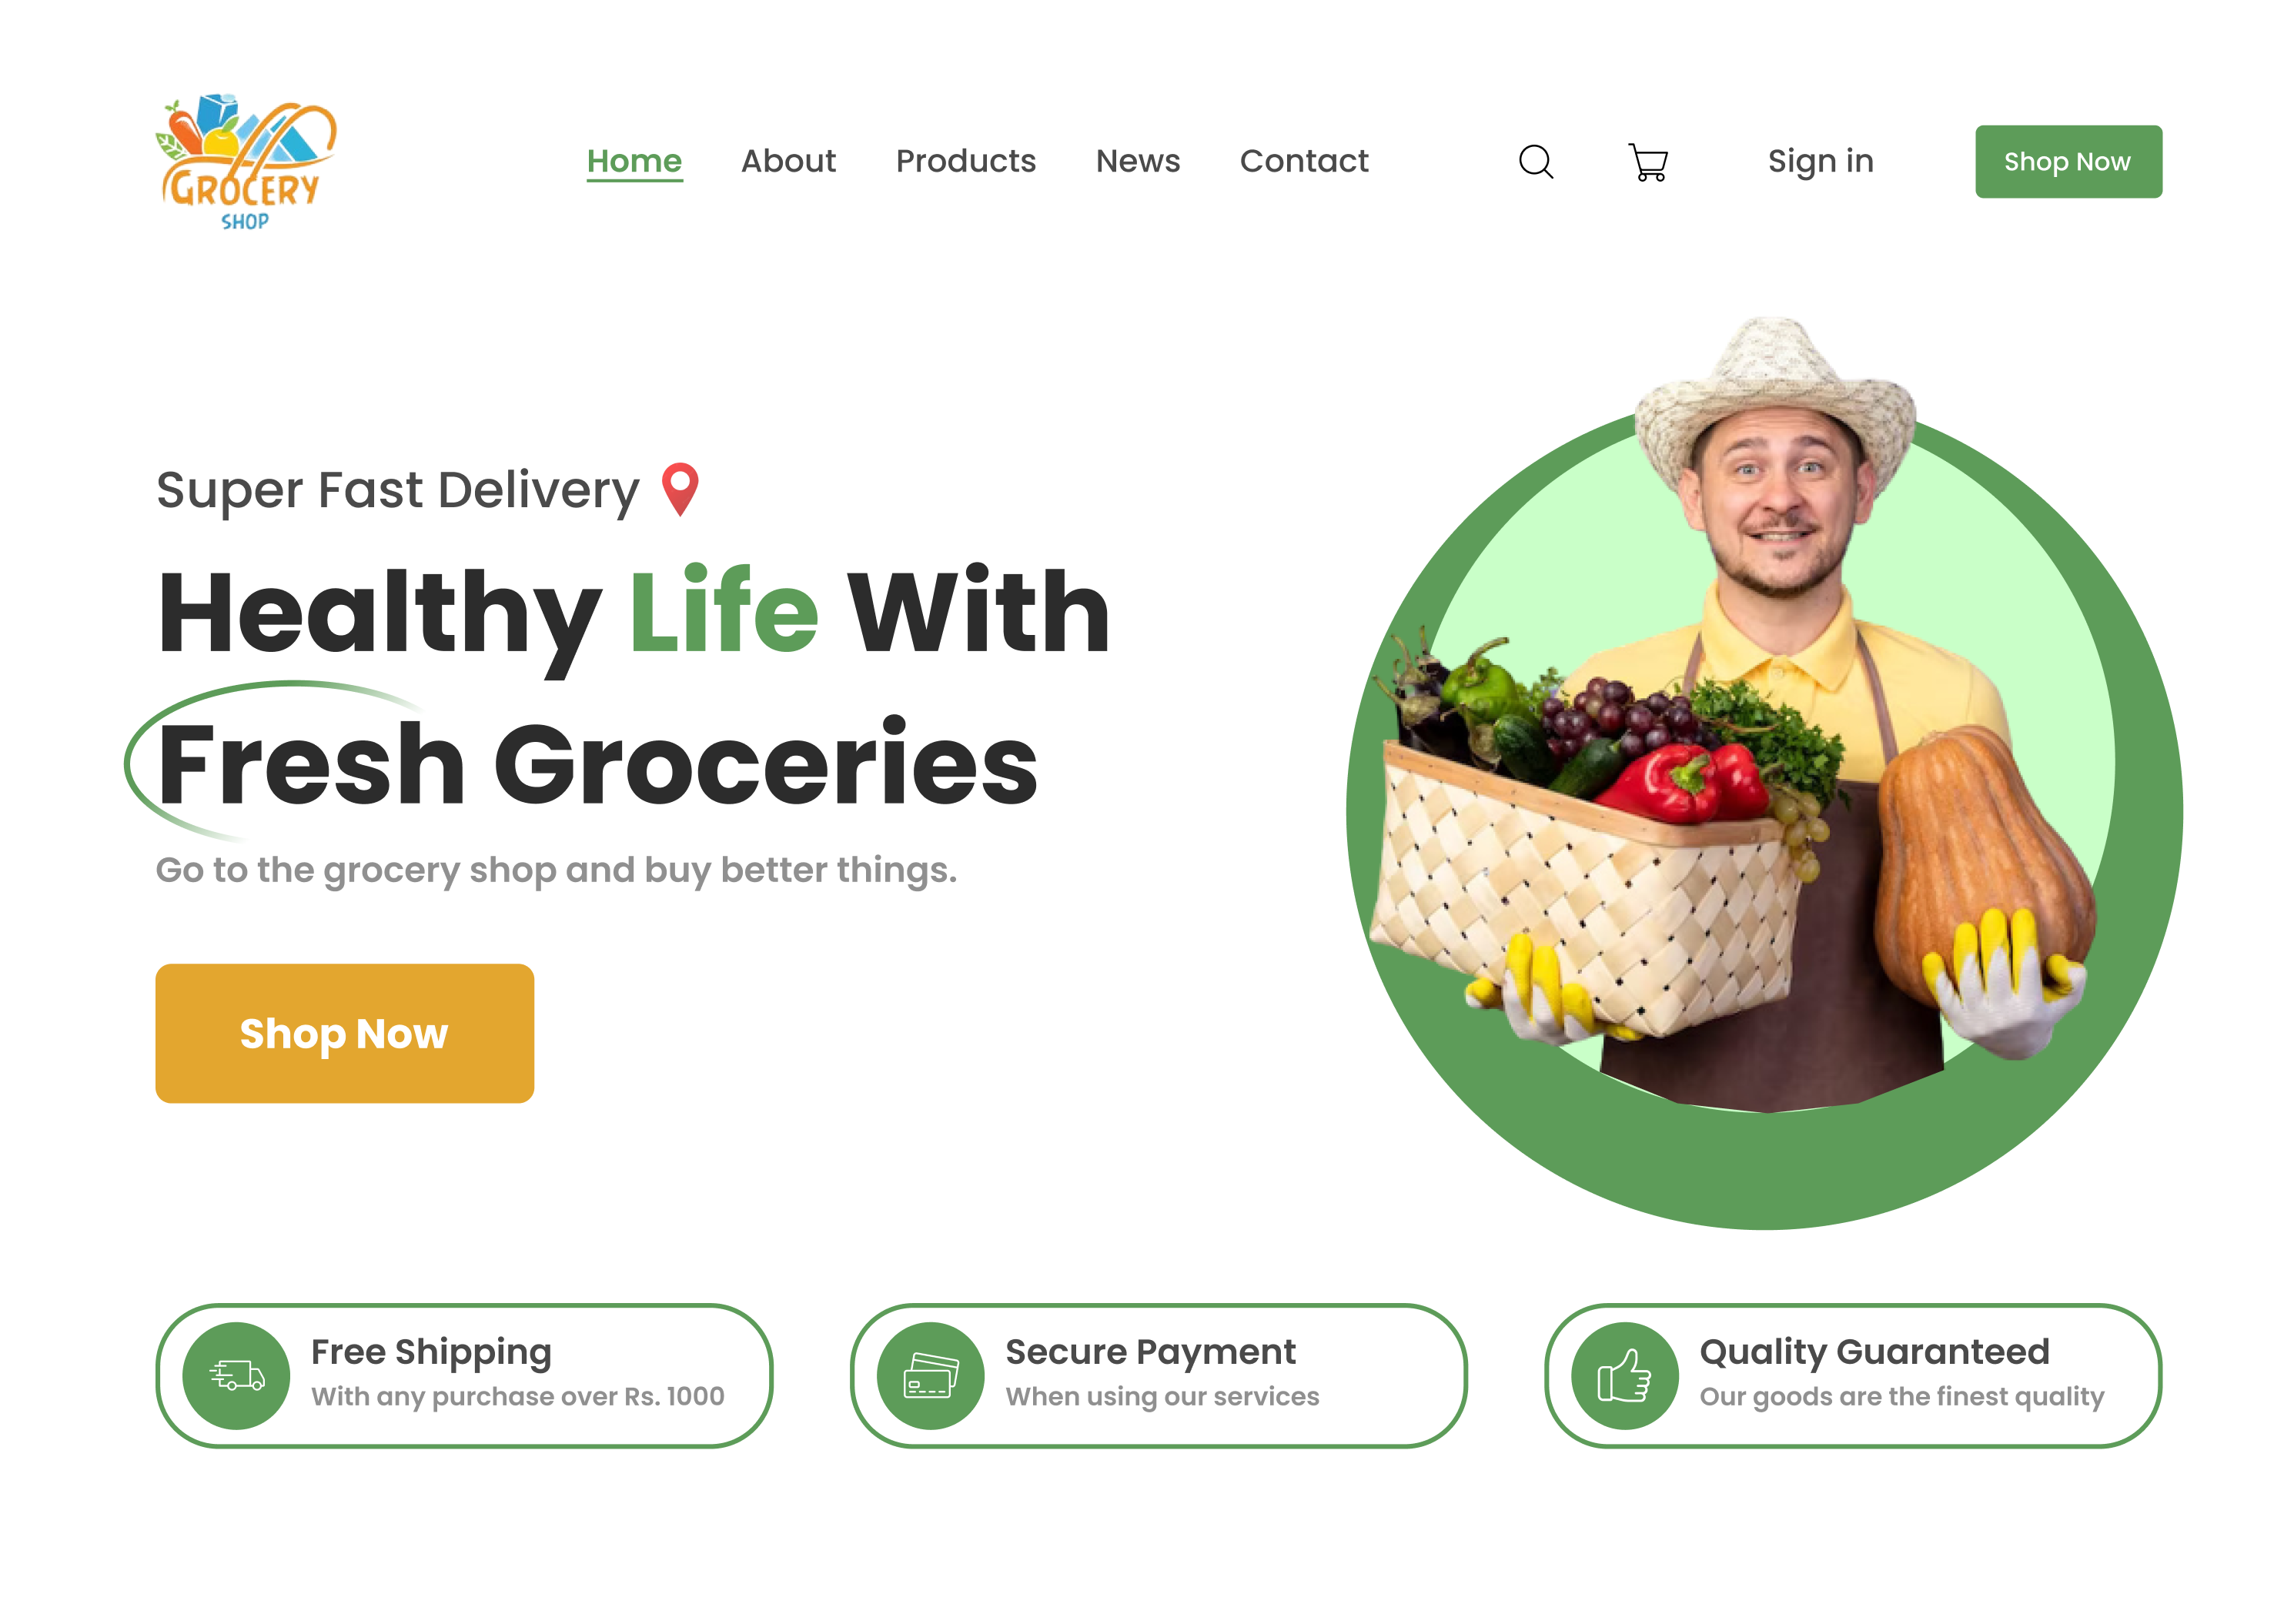 GROCERY
SHOP
Home About Products News Contact Sign in Shop Now
Super Fast Delivery
Healthy Life With
Fresh Groceries
Go to the grocery shop and buy better things.
Shop Now
Free Shipping
With any purchase over Rs. 1000
Secure Payment
When using our services
Quality Guaranteed
Our goods are the finest quality